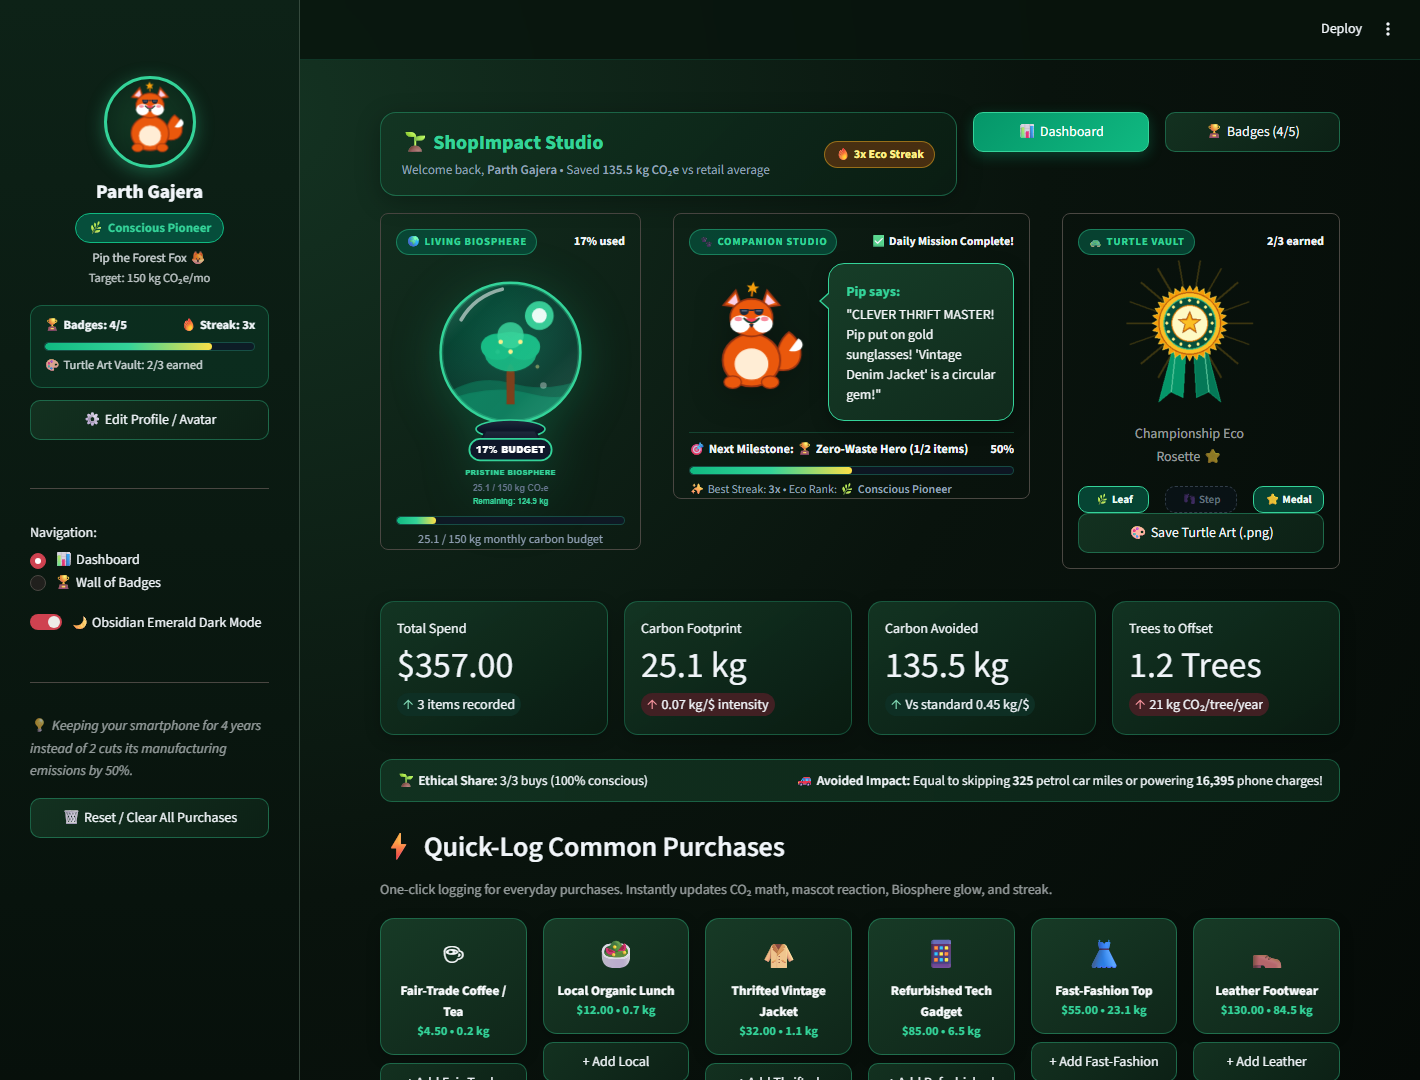 Deploy
Parth Gajera
🌿 Conscious Pioneer
Pip the Forest Fox 🦊
Target: 150 kg CO₂e/mo
🏆 Badges: 4/5
🔥 Streak: 3x
🎨 Turtle Art Vault: 2/3 earned
⚙️ Edit Profile / Avatar
Navigation:
📊 Dashboard
🏆 Wall of Badges
🌙 Obsidian Emerald Dark Mode
💡 Keeping your smartphone for 4 years
instead of 2 cuts its manufacturing
emissions by 50%.
🗑️ Reset / Clear All Purchases
🌱 ShopImpact Studio
Welcome back, Parth Gajera • Saved 135.5 kg CO₂e vs retail average
🔥 3x Eco Streak
📊 Dashboard
🏆 Badges (4/5)
🌍 LIVING BIOSPHERE
17% used
17% BUDGET
PRISTINE BIOSPHERE
25.1 / 150 kg CO₂e
Remaining: 124.9 kg
25.1 / 150 kg monthly carbon budget
COMPANION STUDIO
✅ Daily Mission Complete!
Pip says:
"CLEVER THRIFT MASTER!
Pip put on gold
sunglasses! 'Vintage
Denim Jacket' is a circular
gem!"
🎯 Next Milestone: 🏆 Zero-Waste Hero (1/2 items)
50%
✨ Best Streak: 3x • Eco Rank: 🌿 Conscious Pioneer
🐢 TURTLE VAULT
2/3 earned
Championship Eco
Rosette 🏅
🌿 Leaf
👣 Step
🏅 Medal
🎨 Save Turtle Art (.png)
Total Spend
$357.00
↑ 3 items recorded
Carbon Footprint
25.1 kg
↑ 0.07 kg/$ intensity
Carbon Avoided
135.5 kg
↑ Vs standard 0.45 kg/$
Trees to Offset
1.2 Trees
↑ 21 kg CO₂/tree/year
🌱 Ethical Share: 3/3 buys (100% conscious)
🚗 Avoided Impact: Equal to skipping 325 petrol car miles or powering 16,395 phone charges!
⚡ Quick-Log Common Purchases
One-click logging for everyday purchases. Instantly updates CO₂ math, mascot reaction, Biosphere glow, and streak.
Fair-Trade Coffee /
Tea
$4.50 • 0.2 kg
Local Organic Lunch
$12.00 • 0.7 kg
+ Add Local
Thrifted Vintage
Jacket
$32.00 • 1.1 kg
Refurbished Tech
Gadget
$85.00 • 6.5 kg
Fast-Fashion Top
$55.00 • 23.1 kg
+ Add Fast-Fashion
Leather Footwear
$130.00 • 84.5 kg
+ Add Leather